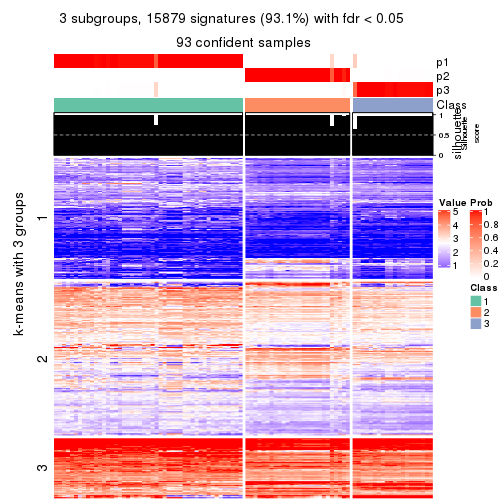 3 subgroups, 15879 signatures (93.1%) with fdr < 0.05
93 confident samples
p1
p2
p3
Class
silhouette
1
0.5
0
Silhouette
score
k-means with 3 groups
1
2
3
Value
5
4
3
2
1
Prob
1
0.8
0.6
0.4
0.2
0
Class
1
2
3